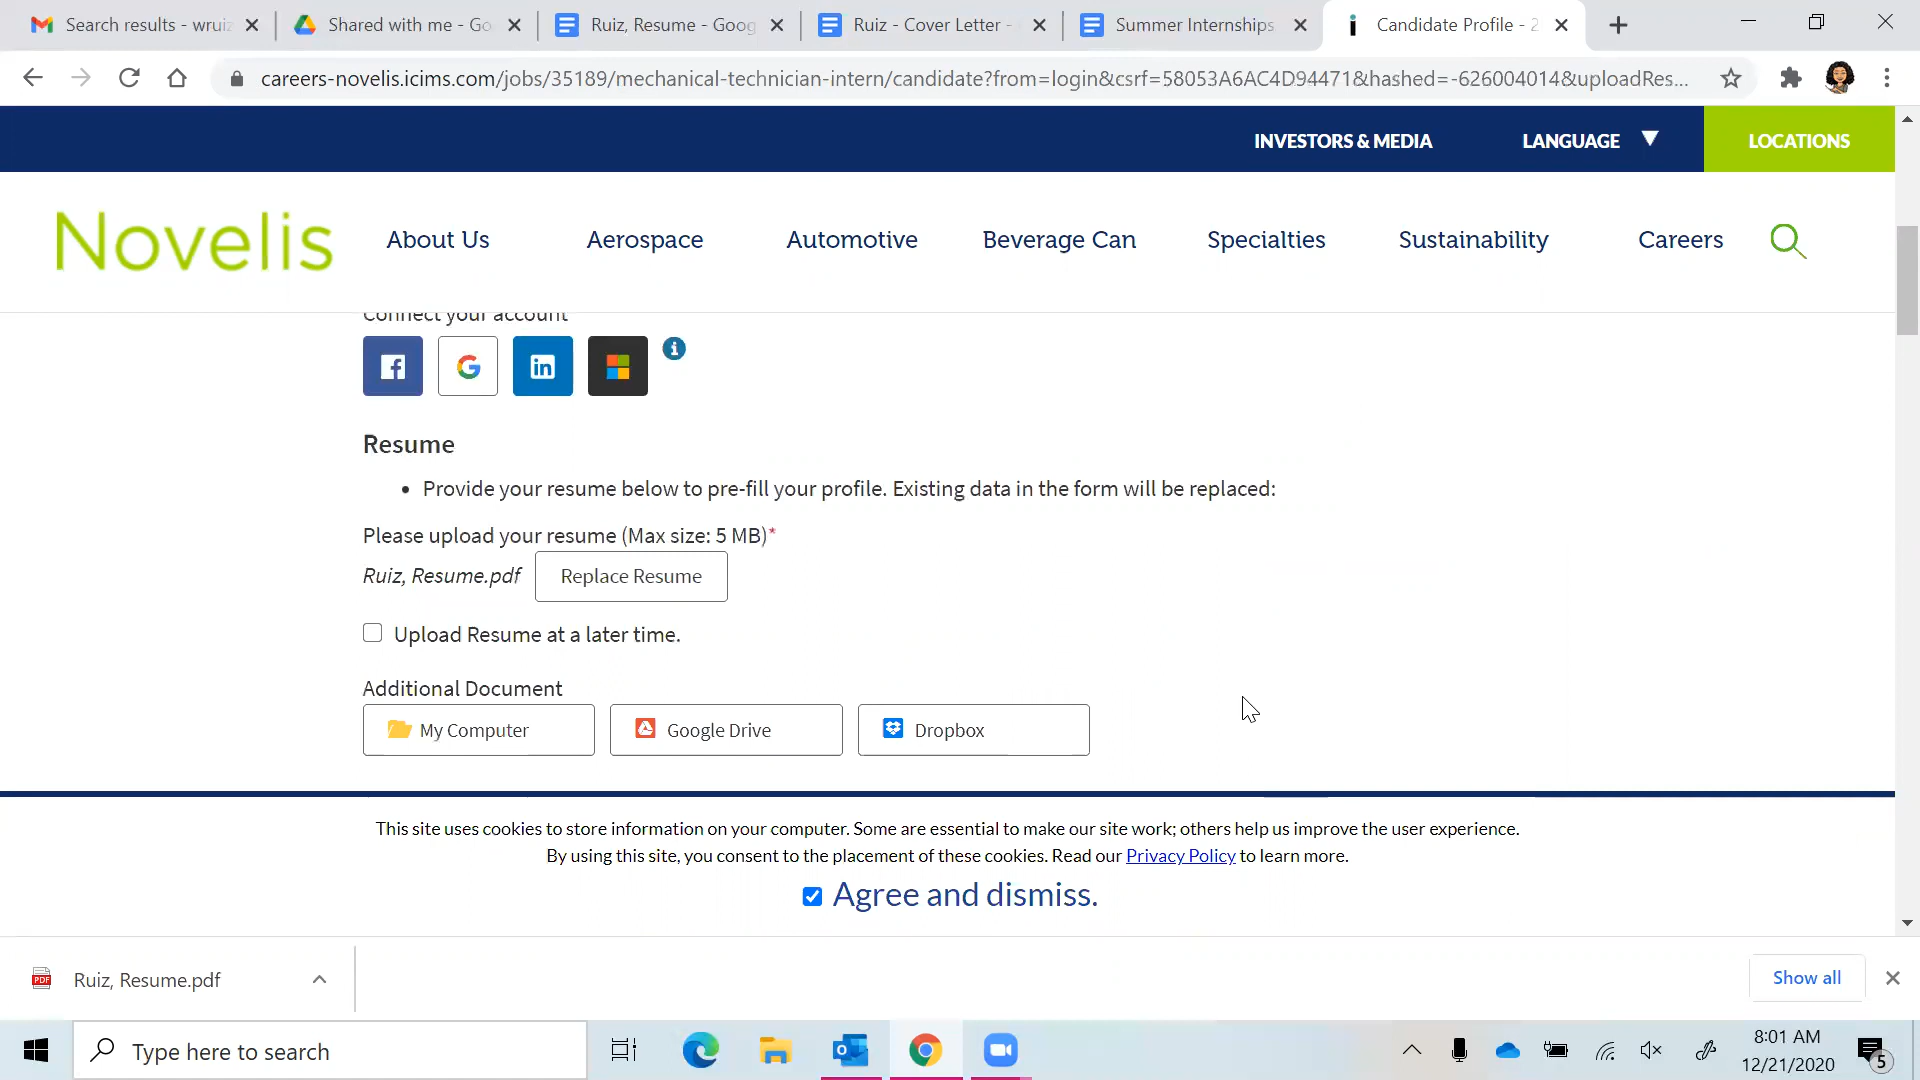 Search results - wruiz
Shared with me - Go
Ruiz, Resume - Goog
Ruiz - Cover Letter -
Summer Internships
Candidate Profile - 2
careers-novelis.icims.com/jobs/35189/mechanical-technician-intern/candidate?from=login&csrf=58053A6AC4D94471&hashed=-626004014&uploadRes...
INVESTORS & MEDIA
LANGUAGE
LOCATIONS
Novelis
About Us
Aerospace
Automotive
Beverage Can
Specialties
Sustainability
Careers
Connect your account
Resume
• Provide your resume below to pre-fill your profile. Existing data in the form will be replaced:
Please upload your resume (Max size: 5 MB)*
Ruiz, Resume.pdf
Replace Resume
Upload Resume at a later time.
Additional Document
My Computer
Google Drive
Dropbox
This site uses cookies to store information on your computer. Some are essential to make our site work; others help us improve the user experience.
By using this site, you consent to the placement of these cookies. Read our Privacy Policy to learn more.
Agree and dismiss.
Ruiz, Resume.pdf
Show all
Type here to search
8:01 AM
12/21/2020
5